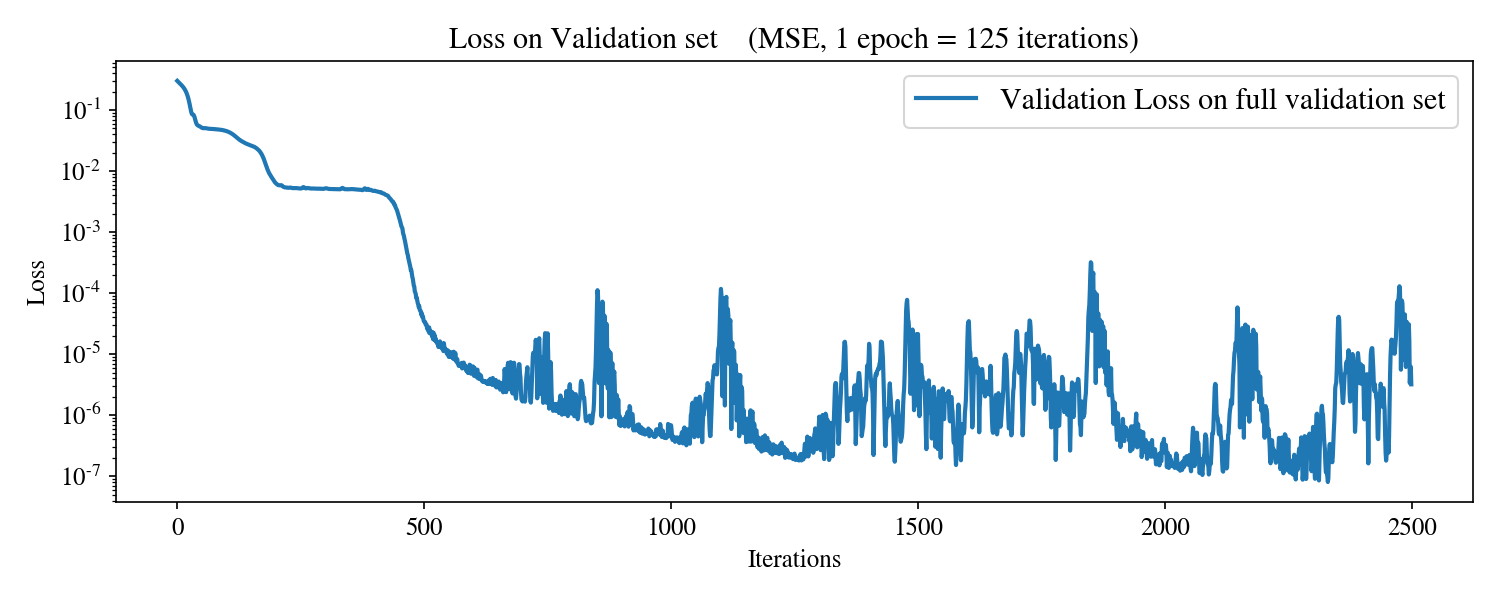 Loss on Validation set (MSE, 1 epoch = 125 iterations)
Validation Loss on full validation set
Loss
10^-1
10^-2
10^-3
10^-4
10^-5
10^-6
10^-7
0 500 1000 1500 2000 2500
Iterations